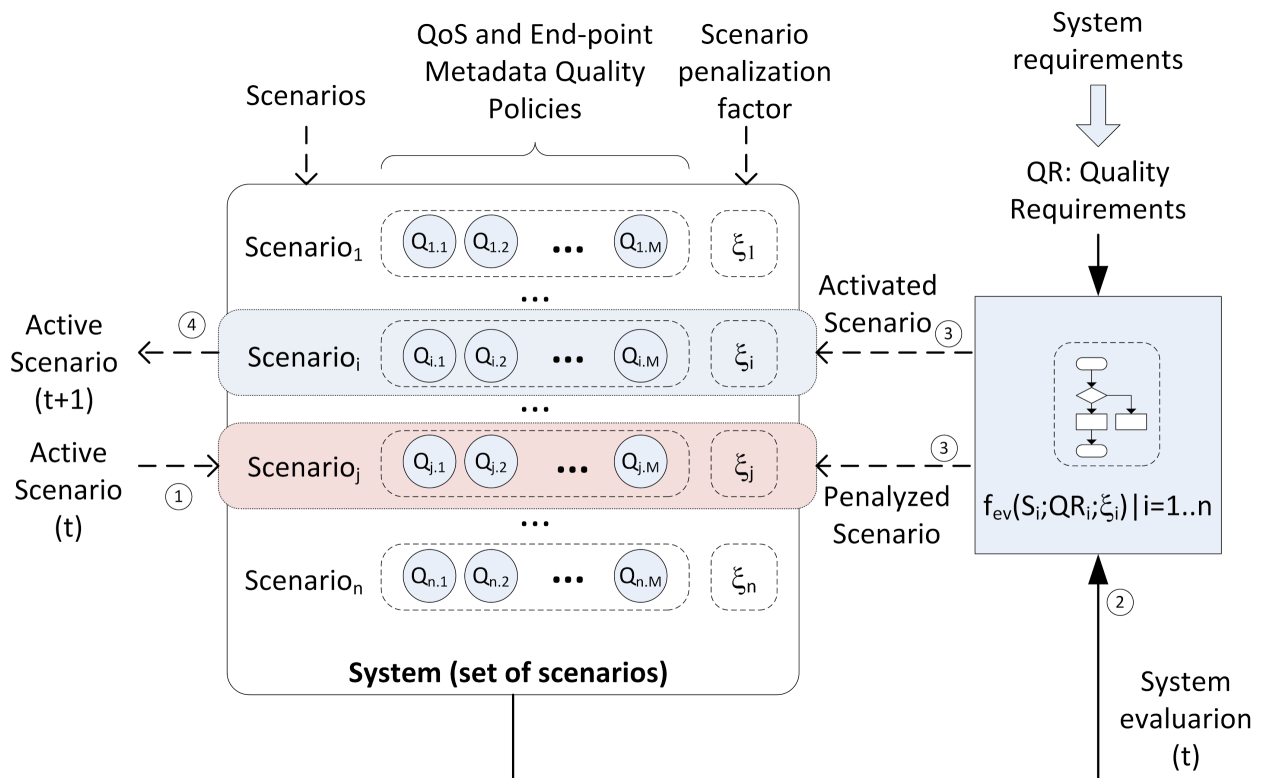 QoS and End-point
Metadata Quality
Policies
Scenario
penalization
factor
System
requirements
Scenarios
QR: Quality
Requirements
Scenario₁
Q₁.₁ Q₁.₂ ... Q₁.M
ξ₁
...
Activated
Scenario
3
Active
Scenario
(t+1)
4
Scenarioᵢ
Qi.1 Qi.2 ... Qi.M
ξi
...
Active
Scenario
(t)
1
Scenarioⱼ
Qj.1 Qj.2 ... Qj.M
ξj
3
Penalyzed
Scenario
fev(Si;QRi;ξi)|i=1..n
...
Scenarioₙ
Qn.1 Qn.2 ... Qn.M
ξn
2
System (set of scenarios)
System
evaluarion
(t)